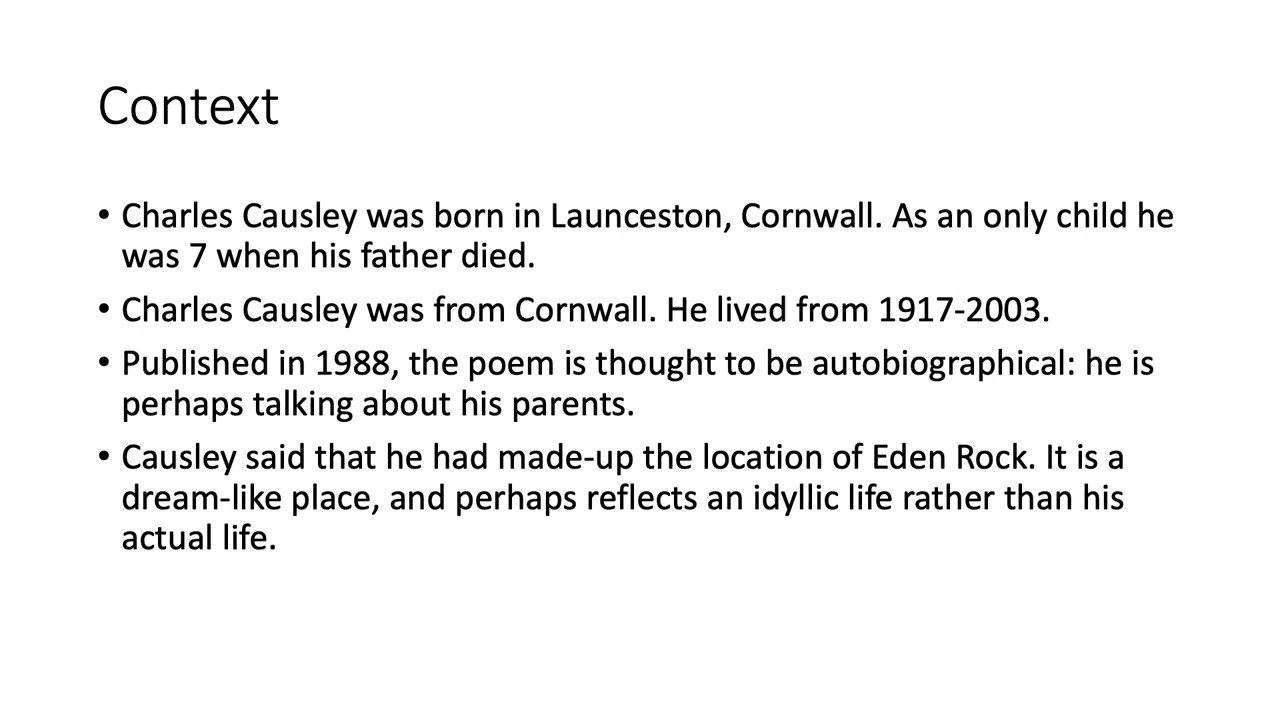 Context
• Charles Causley was born in Launceston, Cornwall. As an only child he
was 7 when his father died.
• Charles Causley was from Cornwall. He lived from 1917-2003.
• Published in 1988, the poem is thought to be autobiographical: he is
perhaps talking about his parents.
• Causley said that he had made-up the location of Eden Rock. It is a
dream-like place, and perhaps reflects an idyllic life rather than his
actual life.